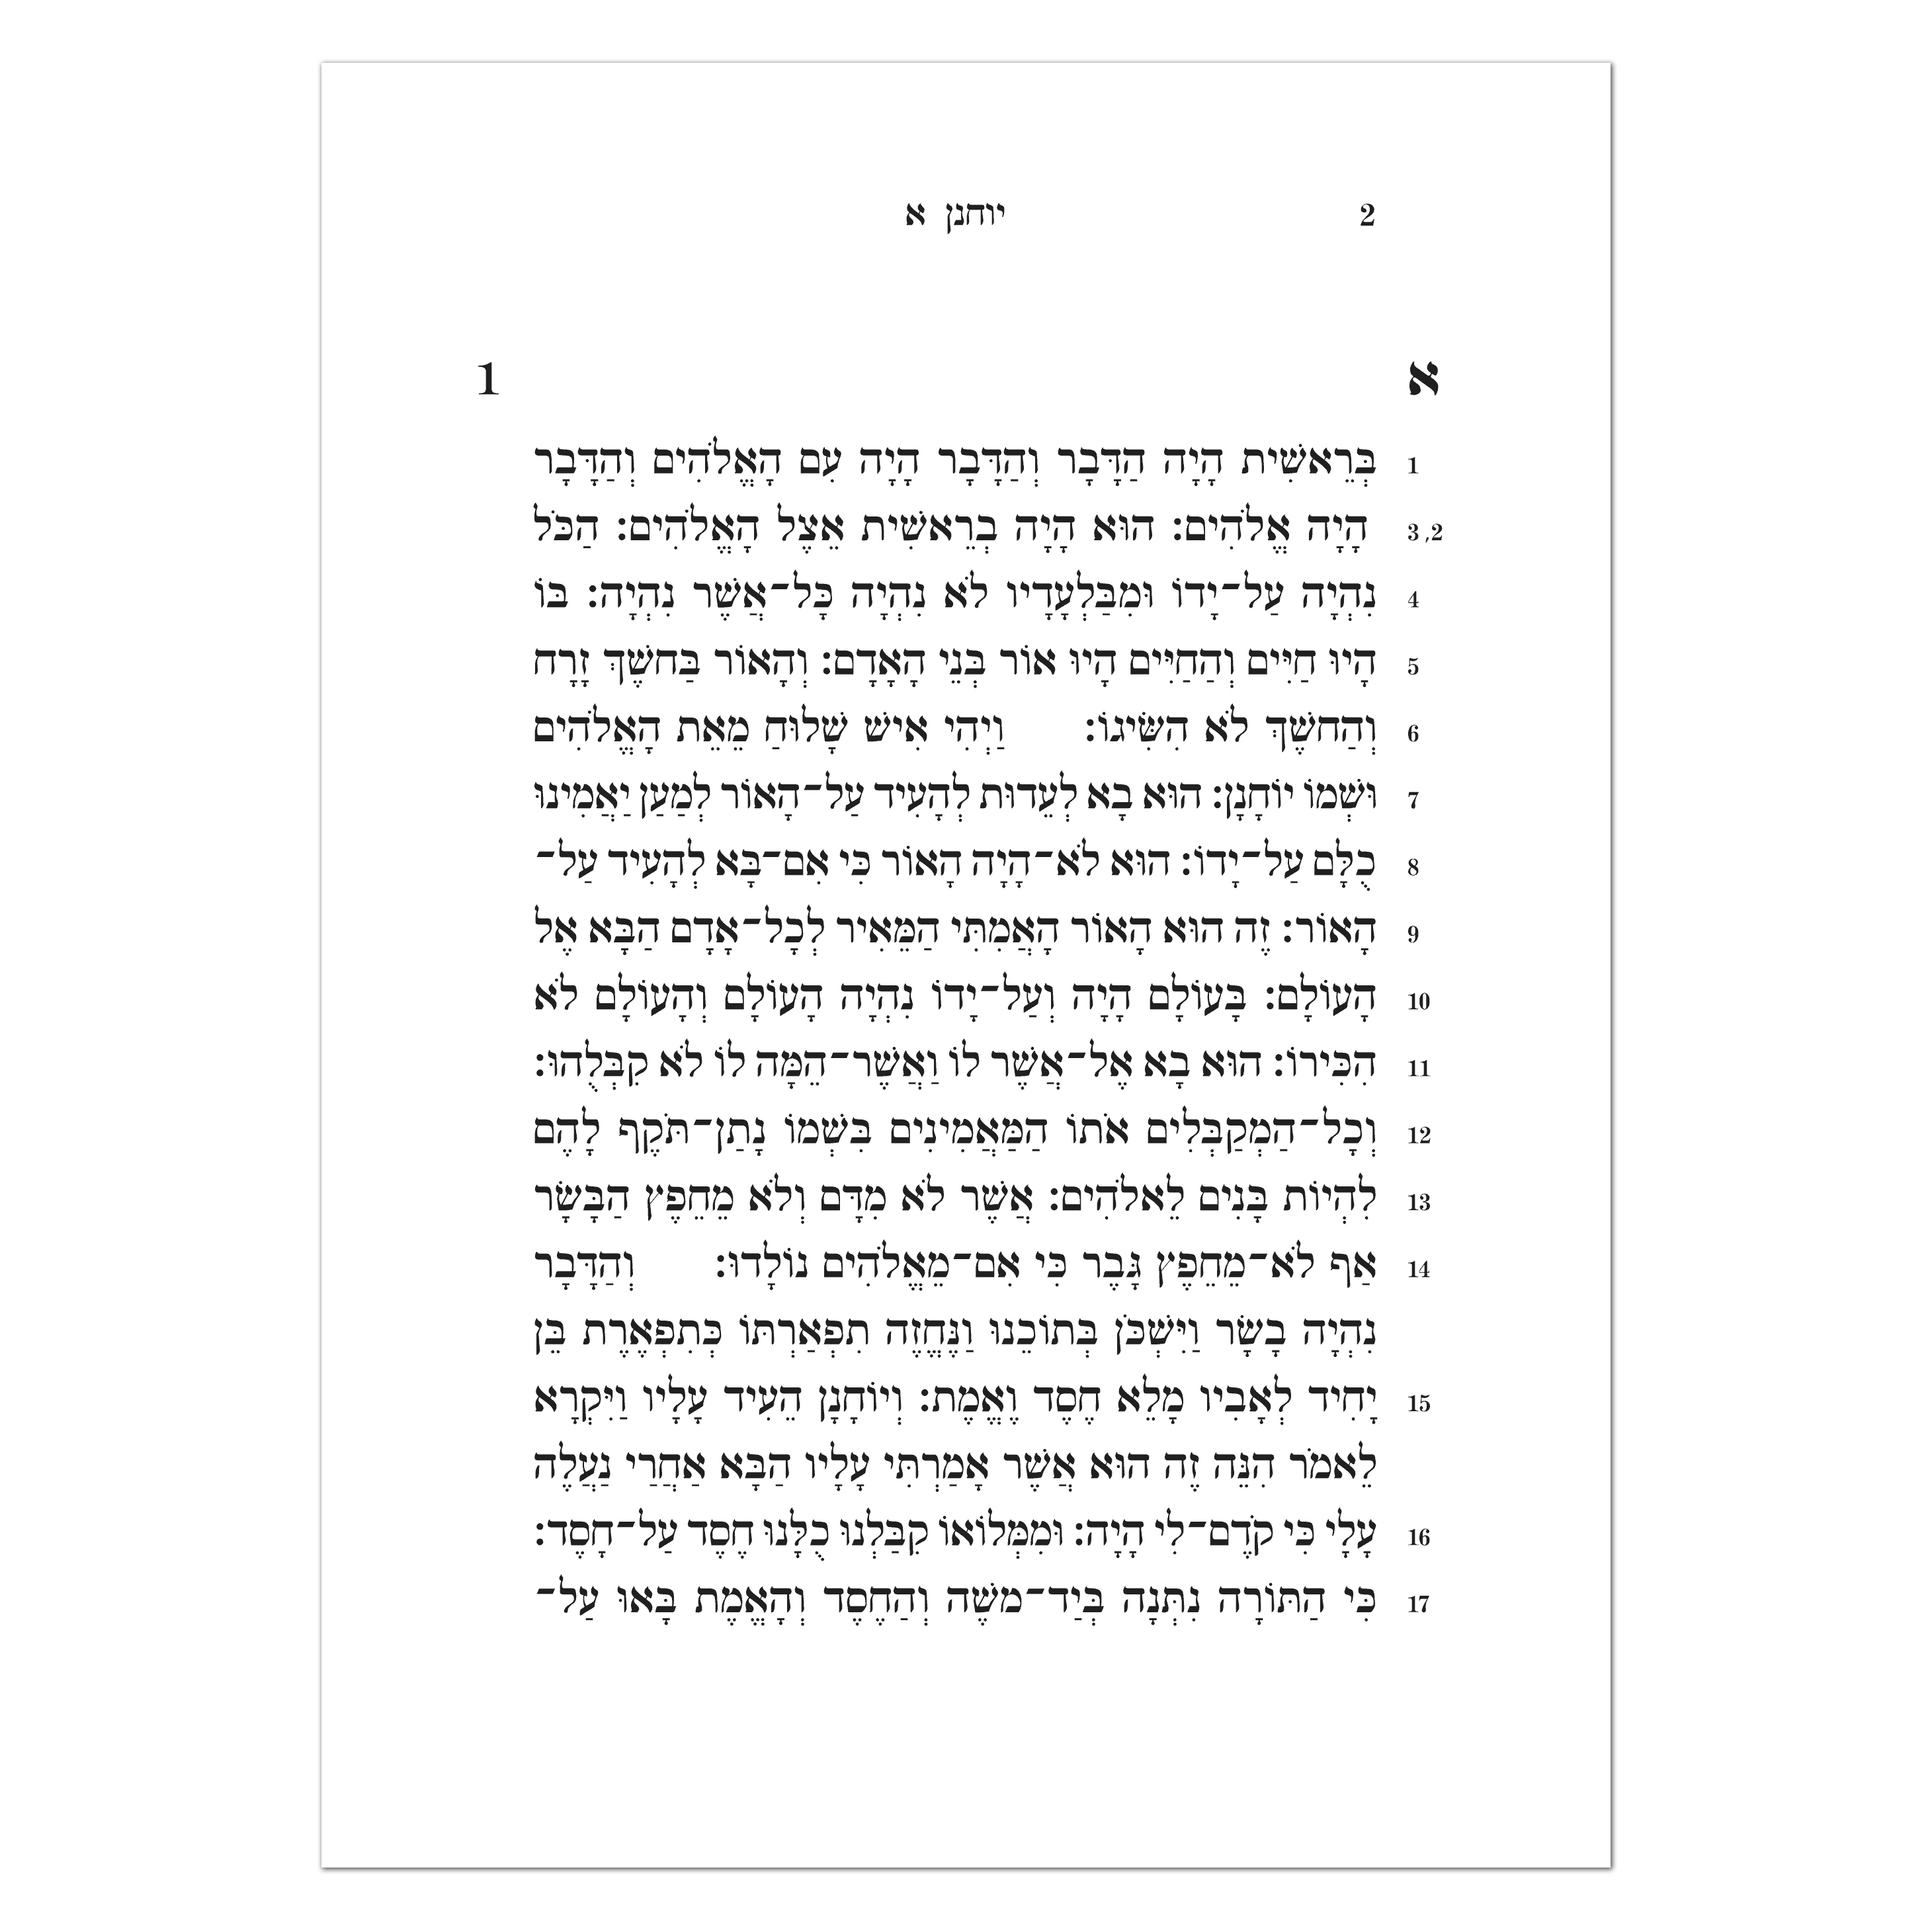 2 יוחנן א
א 1
1 בְּרֵאשִׁית הָיָה הַדָּבָר וְהַדָּבָר הָיָה עִם הָאֱלֹהִים וְהַדָּבָר
3,2 הָיָה אֱלֹהִים: הוּא הָיָה בְרֵאשִׁית אֵצֶל הָאֱלֹהִים: הַכֹּל
4 נִהְיָה עַל־יָדוֹ וּמִבַּלְעָדָיו לֹא נִהְיָה כָּל־אֲשֶׁר נִהְיָה: בּוֹ
5 הָיוּ חַיִּים וְהַחַיִּים הָיוּ אוֹר בְּנֵי הָאָדָם: וְהָאוֹר בַּחשֶׁךְ זָרָח
6 וְהַחשֶׁךְ לֹא הִשִּׂיגוֹ: וַיְהִי אִישׁ שָׁלוּחַ מֵאֵת הָאֱלֹהִים
7 וּשְׁמוֹ יוֹחָנָן: הוּא בָא לְעֵדוּת לְהָעִיד עַל־הָאוֹר לְמַעַן יַאֲמִינוּ
8 כֻלָּם עַל־יָדוֹ: הוּא לֹא־הָיָה הָאוֹר כִּי אִם־בָּא לְהָעִיד עַל־
9 הָאוֹר: זֶה הוּא הָאוֹר הָאֲמִתִּי הַמֵּאִיר לְכָל־אָדָם הַבָּא אֶל
10 הָעוֹלָם: בָּעוֹלָם הָיָה וְעַל־יָדוֹ נִהְיָה הָעוֹלָם וְהָעוֹלָם לֹא
11 הִכִּירוֹ: הוּא בָא אֶל־אֲשֶׁר לוֹ וַאֲשֶׁר־הֵמָּה לוֹ לֹא קִבְּלֻהוּ:
12 וְכָל־הַמְקַבְּלִים אֹתוֹ הַמַּאֲמִינִים בִּשְׁמוֹ נָתַן־תֹּקֶף לָהֶם
13 לִהְיוֹת בָּנִים לֵאלֹהִים: אֲשֶׁר לֹא מִדָּם וְלֹא מֵחֵפֶץ הַבָּשָׂר
14 אַף לֹא־מֵחֵפֶץ גָּבֶר כִּי אִם־מֵאֱלֹהִים נוֹלָדוּ: וְהַדָּבָר
נִהְיָה בָשָׂר וַיִּשְׁכֹּן בְּתוֹכֵנוּ וַנֶּחֱזֶה תִפְאַרְתּוֹ כְּתִפְאֶרֶת בֵּן
15 יָחִיד לְאָבִיו מָלֵא חֶסֶד וֶאֱמֶת: וְיוֹחָנָן הֵעִיד עָלָיו וַיִּקְרָא
לֵאמֹר הִנֵּה זֶה הוּא אֲשֶׁר אָמַרְתִּי עָלָיו הַבָּא אַחֲרַי נַעֲלֶה
16 עָלָי כִּי קֹדֶם־לִי הָיָה: וּמִמְּלוֹאוֹ קִבַּלְנוּ כֻלָּנוּ חֶסֶד עַל־חָסֶד:
17 כִּי הַתּוֹרָה נִתְּנָה בְּיַד־מֹשֶׁה וְהַחֶסֶד וְהָאֱמֶת בָּאוּ עַל־